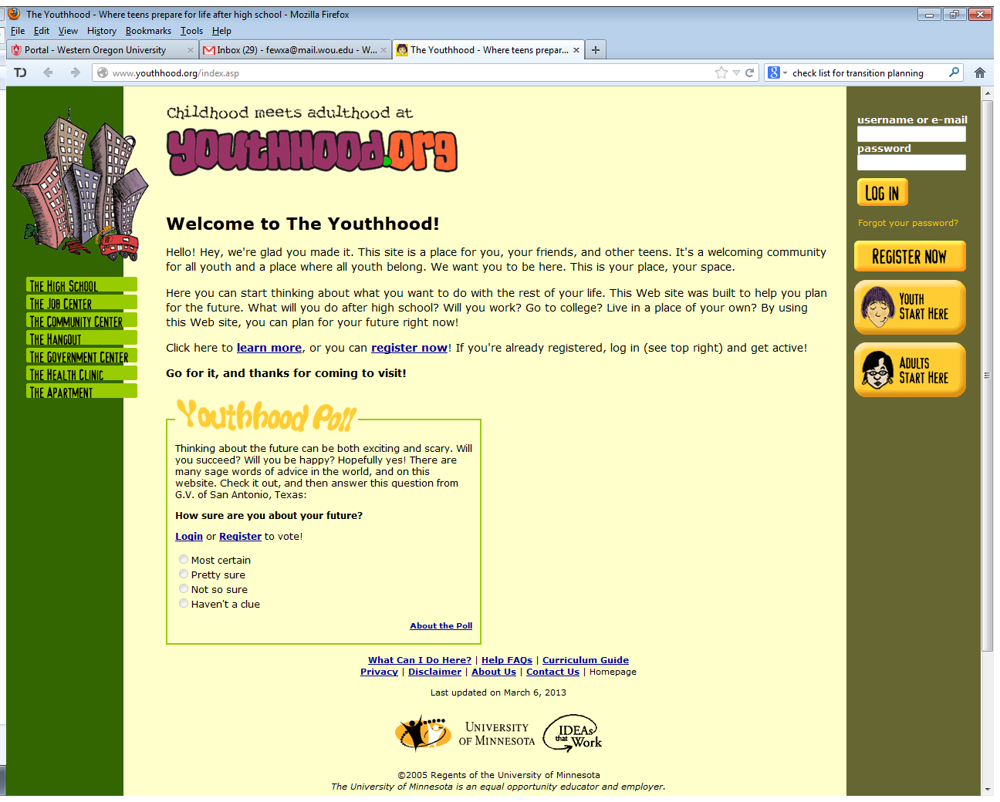 The Youthhood - Where teens prepare for life after high school - Mozilla Firefox
File Edit View History Bookmarks Tools Help
Portal - Western Oregon University
Inbox (29) - fewxa@mail.wou.edu - W...
The Youthhood - Where teens prepar...
www.youthhood.org/index.asp
check list for transition planning
Childhood meets adulthood at
youthhood.org
username or e-mail
password
Log in
Forgot your password?
Register now
Youth
Start Here
Adults
Start Here
The High School
The Job Center
The Community Center
The Hangout
The Government Center
The Health Clinic
The Apartment
Welcome to The Youthhood!
Hello! Hey, we're glad you made it. This site is a place for you, your friends, and other teens. It's a welcoming community
for all youth and a place where all youth belong. We want you to be here. This is your place, your space.
Here you can start thinking about what you want to do with the rest of your life. This Web site was built to help you plan
for the future. What will you do after high school? Will you work? Go to college? Live in a place of your own? By using
this Web site, you can plan for your future right now!
Click here to learn more, or you can register now! If you're already registered, log in (see top right) and get active!
Go for it, and thanks for coming to visit!
Youthhood Poll
Thinking about the future can be both exciting and scary. Will
you succeed? Will you be happy? Hopefully yes! There are
many sage words of advice in the world, and on this
website. Check it out, and then answer this question from
G.V. of San Antonio, Texas:
How sure are you about your future?
Login or Register to vote!
Most certain
Pretty sure
Not so sure
Haven't a clue
About the Poll
What Can I Do Here? | Help FAQs | Curriculum Guide
Privacy | Disclaimer | About Us | Contact Us | Homepage
Last updated on March 6, 2013
University
of Minnesota
IDEAs
that Work
©2005 Regents of the University of Minnesota
The University of Minnesota is an equal opportunity educator and employer.